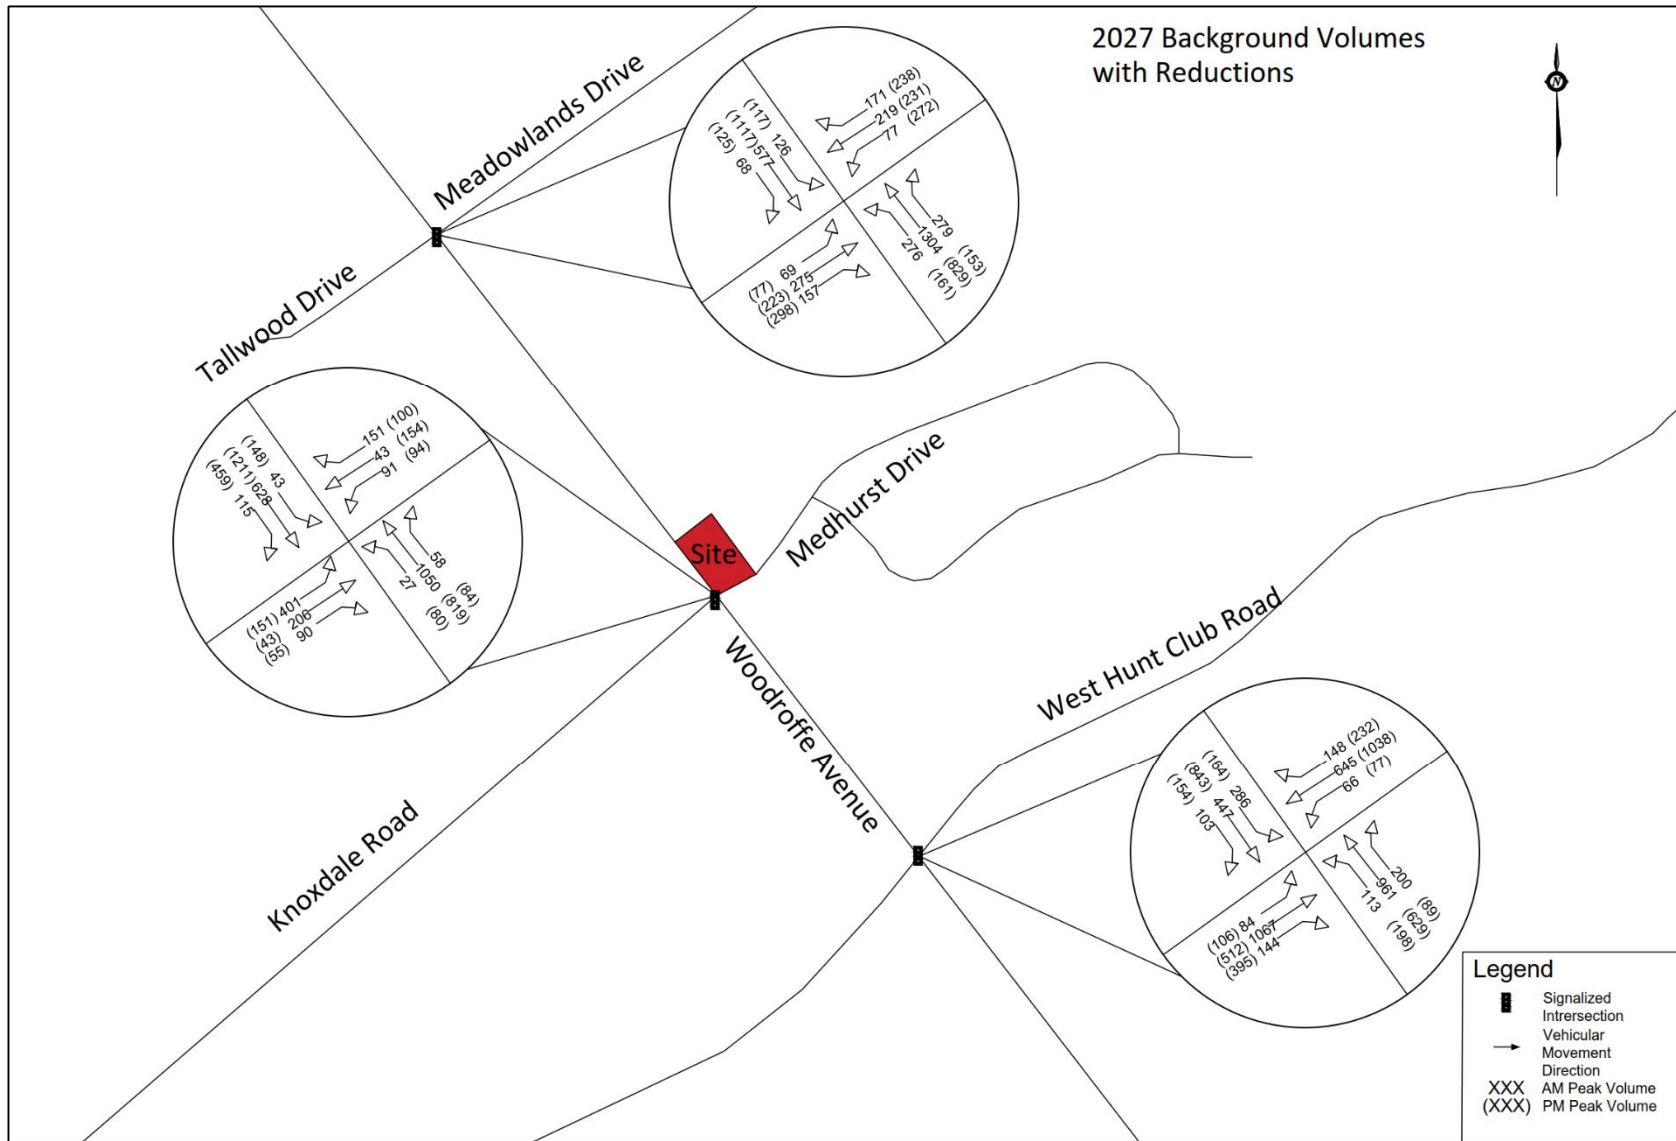 2027 Background Volumes
with Reductions
N
Meadowlands Drive
Tallwood Drive
171 (238)
219 (231)
77 (272)
(117) 126
(1117) 577
(125) 68
279 (153)
1304 (829)
276 (161)
(77) 69
(223) 275
(298) 157
151 (100)
43 (154)
91 (94)
(148) 43
(1211) 628
(459) 115
58 (84)
1050 (819)
27 (80)
(151) 401
(43) 206
(55) 90
Site
Medhurst Drive
Woodroffe Avenue
West Hunt Club Road
Knoxdale Road
148 (232)
645 (1038)
66 (77)
(164) 286
(843) 447
(154) 103
200 (89)
961 (629)
113 (198)
(106) 84
(512) 1067
(395) 144
Legend
Signalized
Intrersection
Vehicular
Movement
Direction
XXX AM Peak Volume
(XXX) PM Peak Volume